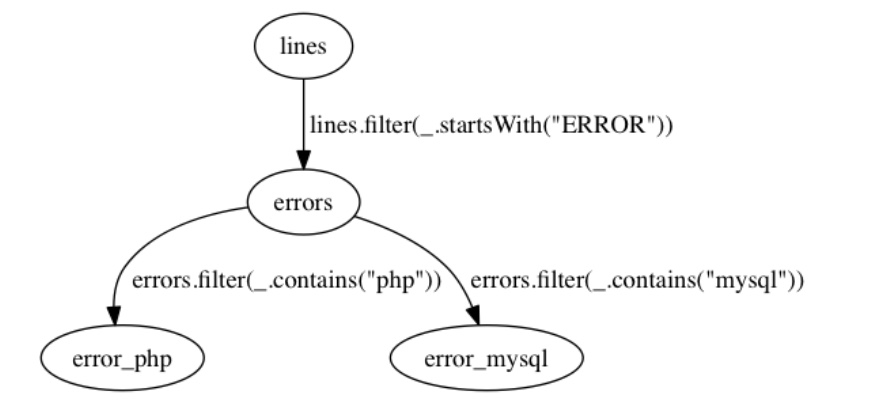 lines
lines.filter(_.startsWith("ERROR"))
errors
errors.filter(_.contains("php"))
errors.filter(_.contains("mysql"))
error_php
error_mysql